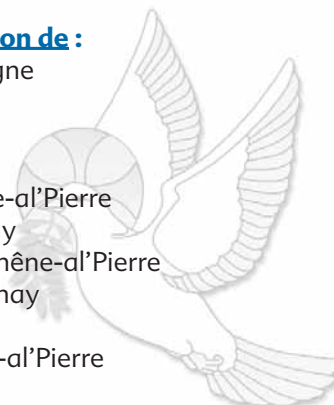 on de :
gne
e-al'Pierre
y
hêne-al'Pierre
nay
-al'Pierre